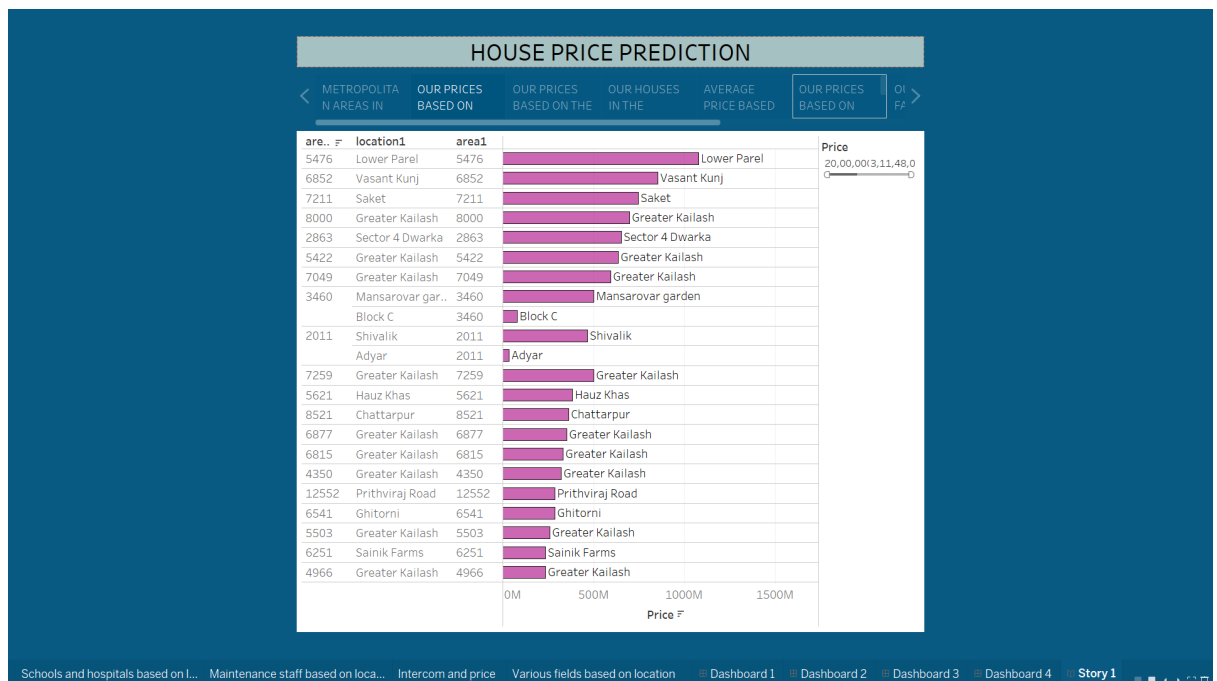 HOUSE PRICE PREDICTION
METROPOLITA
N AREAS IN
OUR PRICES
BASED ON
OUR PRICES
BASED ON THE
OUR HOUSES
IN THE
AVERAGE
PRICE BASED
OUR PRICES
BASED ON
are.. location1 area1
5476 Lower Parel 5476 Lower Parel
6852 Vasant Kunj 6852 Vasant Kunj
7211 Saket 7211 Saket
8000 Greater Kailash 8000 Greater Kailash
2863 Sector 4 Dwarka 2863 Sector 4 Dwarka
5422 Greater Kailash 5422 Greater Kailash
7049 Greater Kailash 7049 Greater Kailash
3460 Mansarovar gar.. 3460 Mansarovar garden
Block C 3460 Block C
2011 Shivalik 2011 Shivalik
Adyar 2011 Adyar
7259 Greater Kailash 7259 Greater Kailash
5621 Hauz Khas 5621 Hauz Khas
8521 Chattarpur 8521 Chattarpur
6877 Greater Kailash 6877 Greater Kailash
6815 Greater Kailash 6815 Greater Kailash
4350 Greater Kailash 4350 Greater Kailash
12552 Prithviraj Road 12552 Prithviraj Road
6541 Ghitorni 6541 Ghitorni
5503 Greater Kailash 5503 Greater Kailash
6251 Sainik Farms 6251 Sainik Farms
4966 Greater Kailash 4966 Greater Kailash
0M 500M 1000M 1500M
Price
Price
20,00,00(3,11,48,0
Schools and hospitals based on l... Maintenance staff based on loca... Intercom and price Various fields based on location Dashboard 1 Dashboard 2 Dashboard 3 Dashboard 4 Story 1